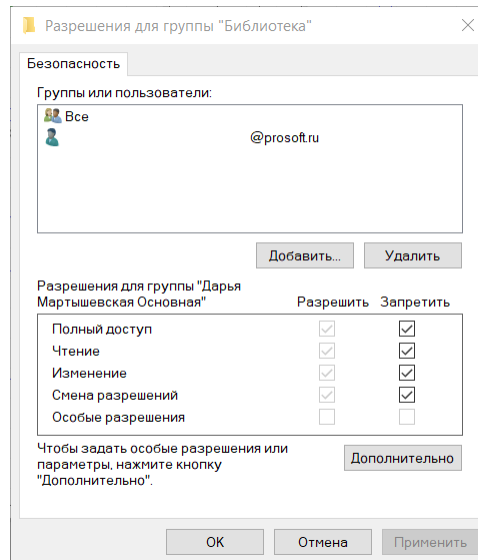 Разрешения для группы "Библиотека"
Безопасность
Группы или пользователи:
Все
@prosoft.ru
Добавить...
Удалить
Разрешения для группы "Дарья
Мартышевская Основная"
Разрешить Запретить
Полный доступ
Чтение
Изменение
Смена разрешений
Особые разрешения
Чтобы задать особые разрешения или
параметры, нажмите кнопку
"Дополнительно".
Дополнительно
OK
Отмена
Применить